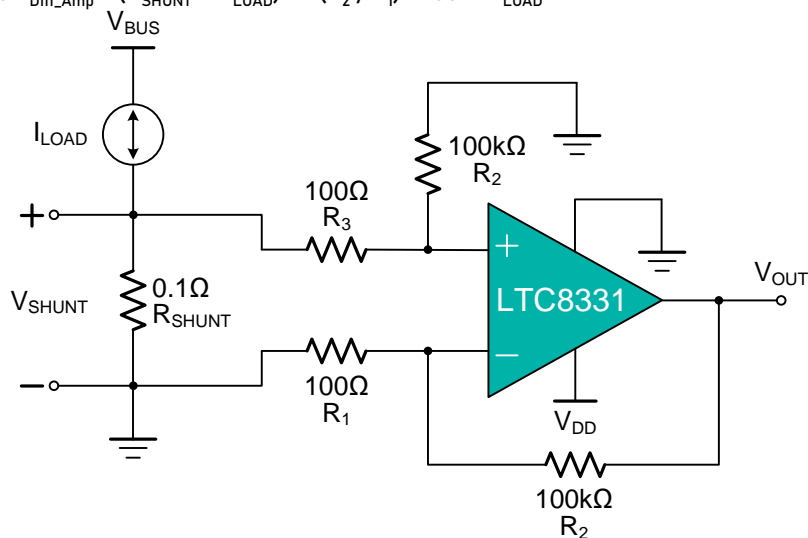 V_BUS
I_LOAD
100kΩ
R_2
100Ω
R_3
+
+
V_SHUNT
0.1Ω
R_SHUNT
LTC8331
V_OUT
−
−
100Ω
R_1
V_DD
100kΩ
R_2